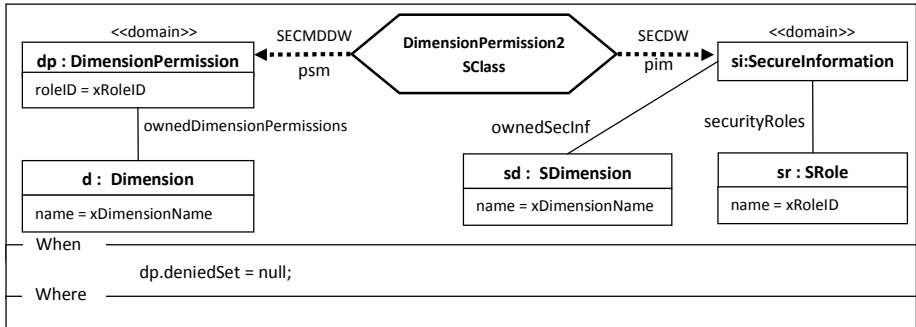 <<domain>>
dp : DimensionPermission
roleID = xRoleID
SECMDDW
psm
DimensionPermission2
SClass
SECDW
pim
<<domain>>
si:SecureInformation
ownedDimensionPermissions
ownedSecInf
securityRoles
d : Dimension
name = xDimensionName
sd : SDimension
name = xDimensionName
sr : SRole
name = xRoleID
When
dp.deniedSet = null;
Where